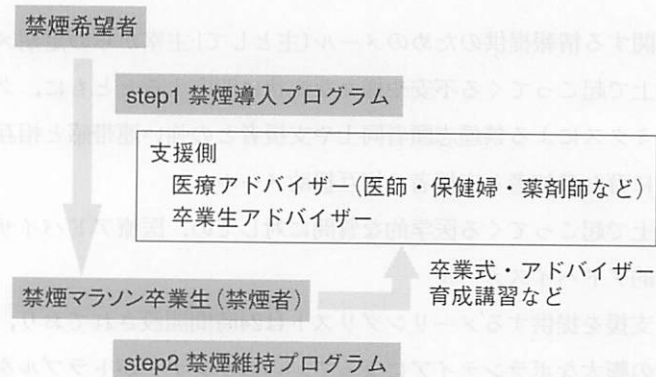 禁煙希望者
step1 禁煙導入プログラム
支援側
医療アドバイザー(医師・保健婦・薬剤師など)
卒業生アドバイザー
卒業式・アドバイザー
育成講習など
禁煙マラソン卒業生(禁煙者)
step2 禁煙維持プログラム